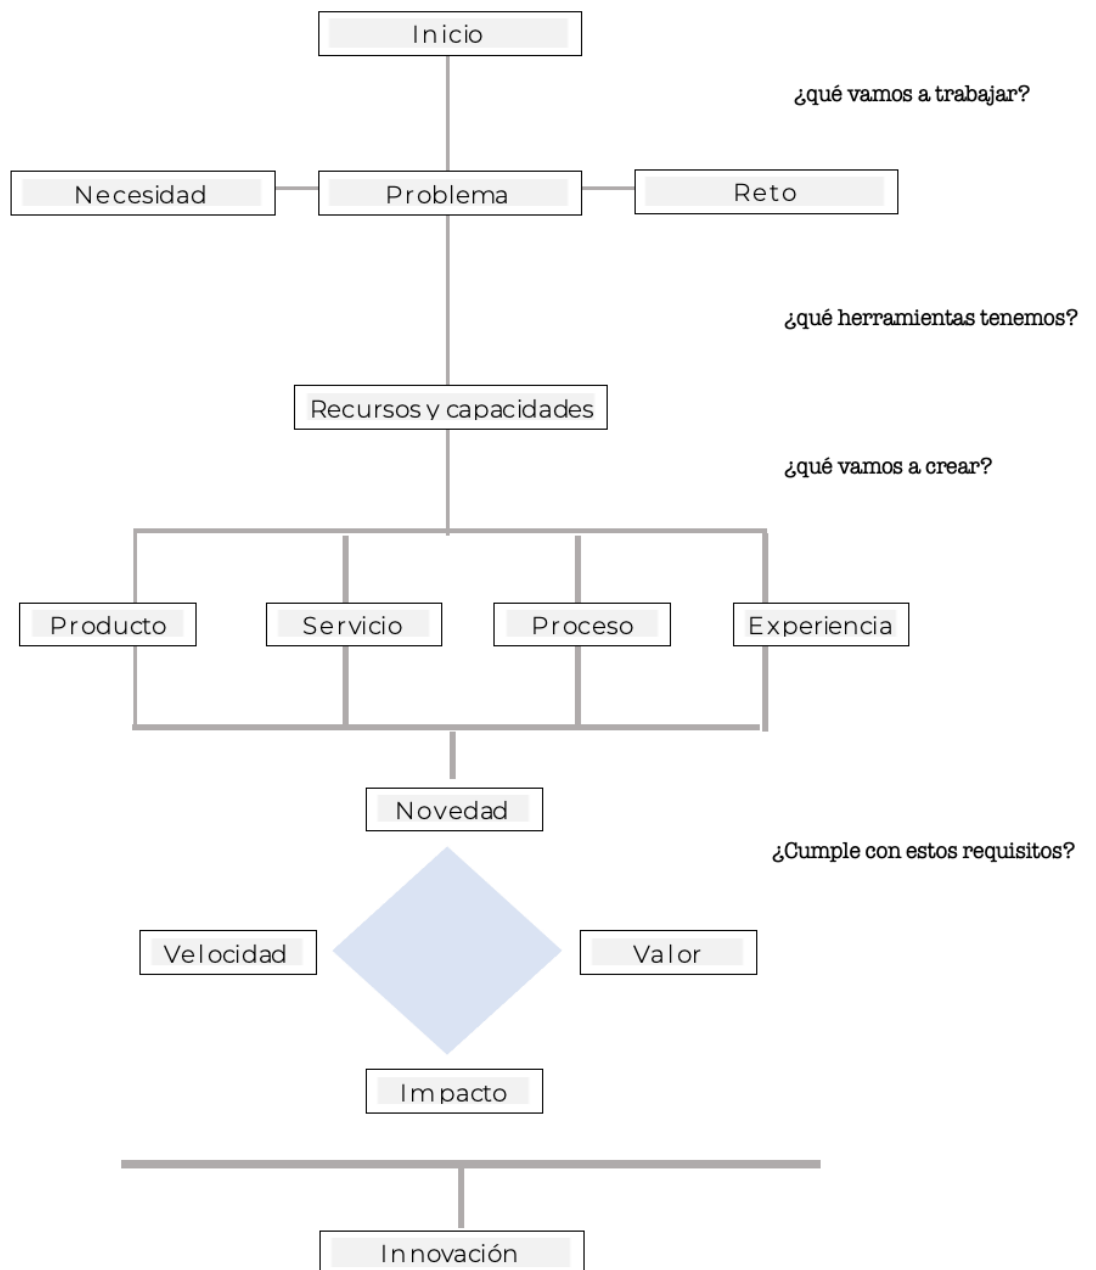 Inicio
¿qué vamos a trabajar?
Necesidad
Problema
Reto
¿qué herramientas tenemos?
Recursos y capacidades
¿qué vamos a crear?
Producto
Servicio
Proceso
Experiencia
Novedad
¿Cumple con estos requisitos?
Velocidad
Valor
Impacto
Innovación